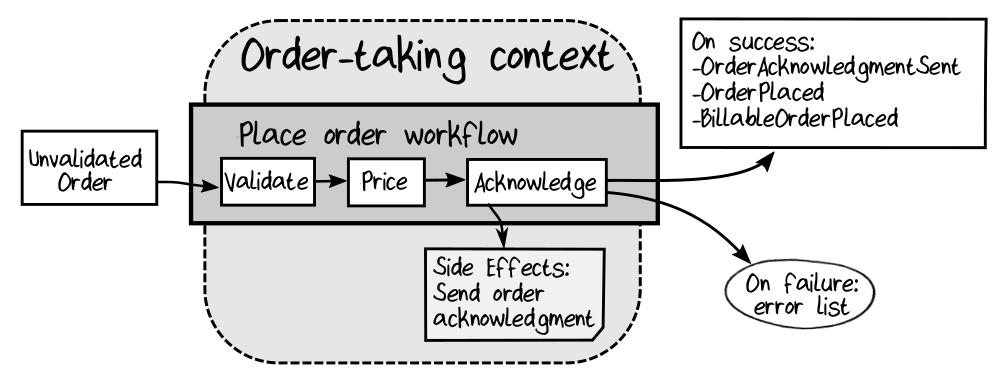 Order-taking context
On success:
-OrderAcknowledgmentSent
-OrderPlaced
-BillableOrderPlaced
Place order workflow
Unvalidated
Order
Validate
Price
Acknowledge
Side Effects:
Send order
acknowledgment
On failure:
error list